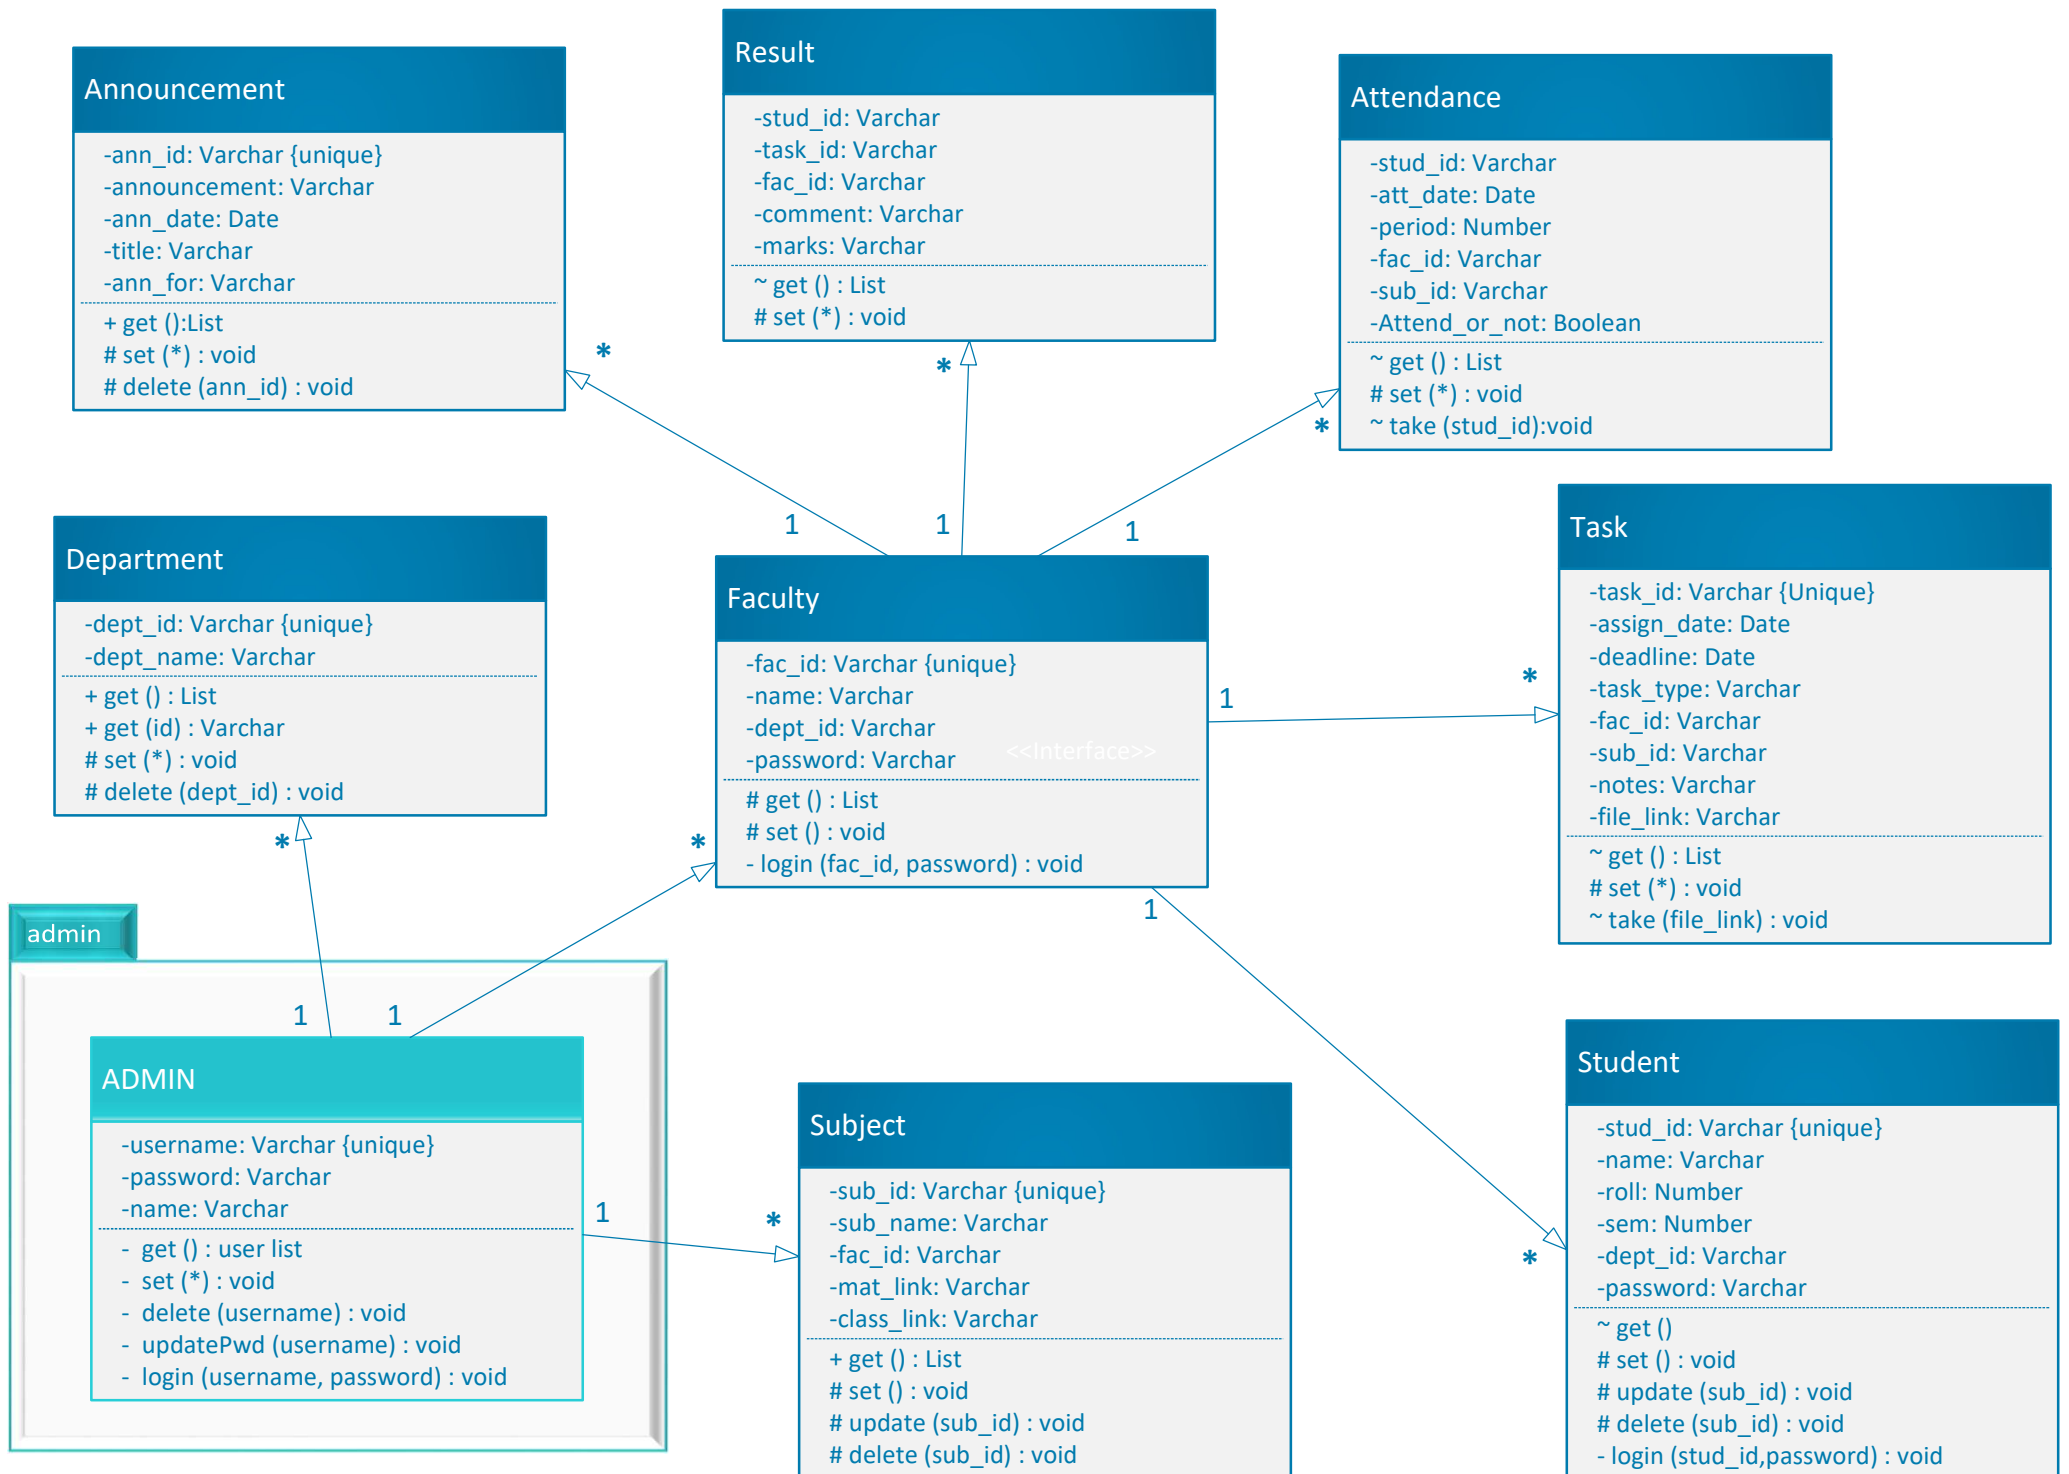 Announcement
-ann_id: Varchar {unique}
-announcement: Varchar
-ann_date: Date
-title: Varchar
-ann_for: Varchar
+ get ():List
# set (*) : void
# delete (ann_id) : void
Result
-stud_id: Varchar
-task_id: Varchar
-fac_id: Varchar
-comment: Varchar
-marks: Varchar
~ get () : List
# set (*) : void
Attendance
-stud_id: Varchar
-att_date: Date
-period: Number
-fac_id: Varchar
-sub_id: Varchar
-Attend_or_not: Boolean
~ get () : List
# set (*) : void
~ take (stud_id):void
*
*
*
1
1
1
Department
-dept_id: Varchar {unique}
-dept_name: Varchar
+ get () : List
+ get (id) : Varchar
# set (*) : void
# delete (dept_id) : void
Faculty
-fac_id: Varchar {unique}
-name: Varchar
-dept_id: Varchar
-password: Varchar
<<Interface>>
# get () : List
# set () : void
- login (fac_id, password) : void
1
*
Task
-task_id: Varchar {Unique}
-assign_date: Date
-deadline: Date
-task_type: Varchar
-fac_id: Varchar
-sub_id: Varchar
-notes: Varchar
-file_link: Varchar
~ get () : List
# set (*) : void
~ take (file_link) : void
*
*
1
admin
1
1
ADMIN
-username: Varchar {unique}
-password: Varchar
-name: Varchar
- get () : user list
- set (*) : void
- delete (username) : void
- updatePwd (username) : void
- login (username, password) : void
1
*
Subject
-sub_id: Varchar {unique}
-sub_name: Varchar
-fac_id: Varchar
-mat_link: Varchar
-class_link: Varchar
+ get () : List
# set () : void
# update (sub_id) : void
# delete (sub_id) : void
*
Student
-stud_id: Varchar {unique}
-name: Varchar
-roll: Number
-sem: Number
-dept_id: Varchar
-password: Varchar
~ get ()
# set () : void
# update (sub_id) : void
# delete (sub_id) : void
- login (stud_id,password) : void